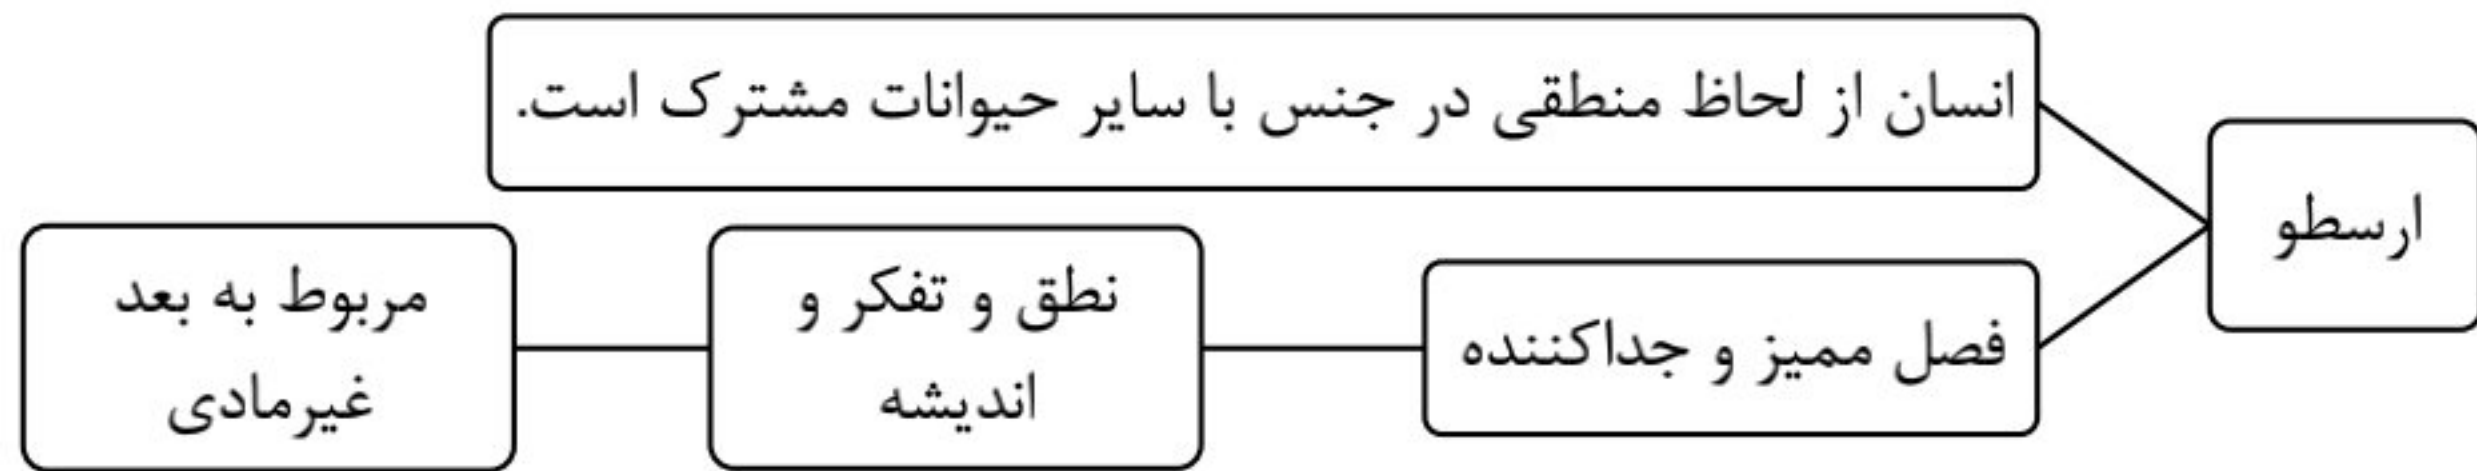 ارسطو
انسان از لحاظ منطقی در جنس با سایر حیوانات مشترک است.
فصل ممیز و جداکننده
نطق و تفکر و
اندیشه
مربوط به بعد
غیرمادی